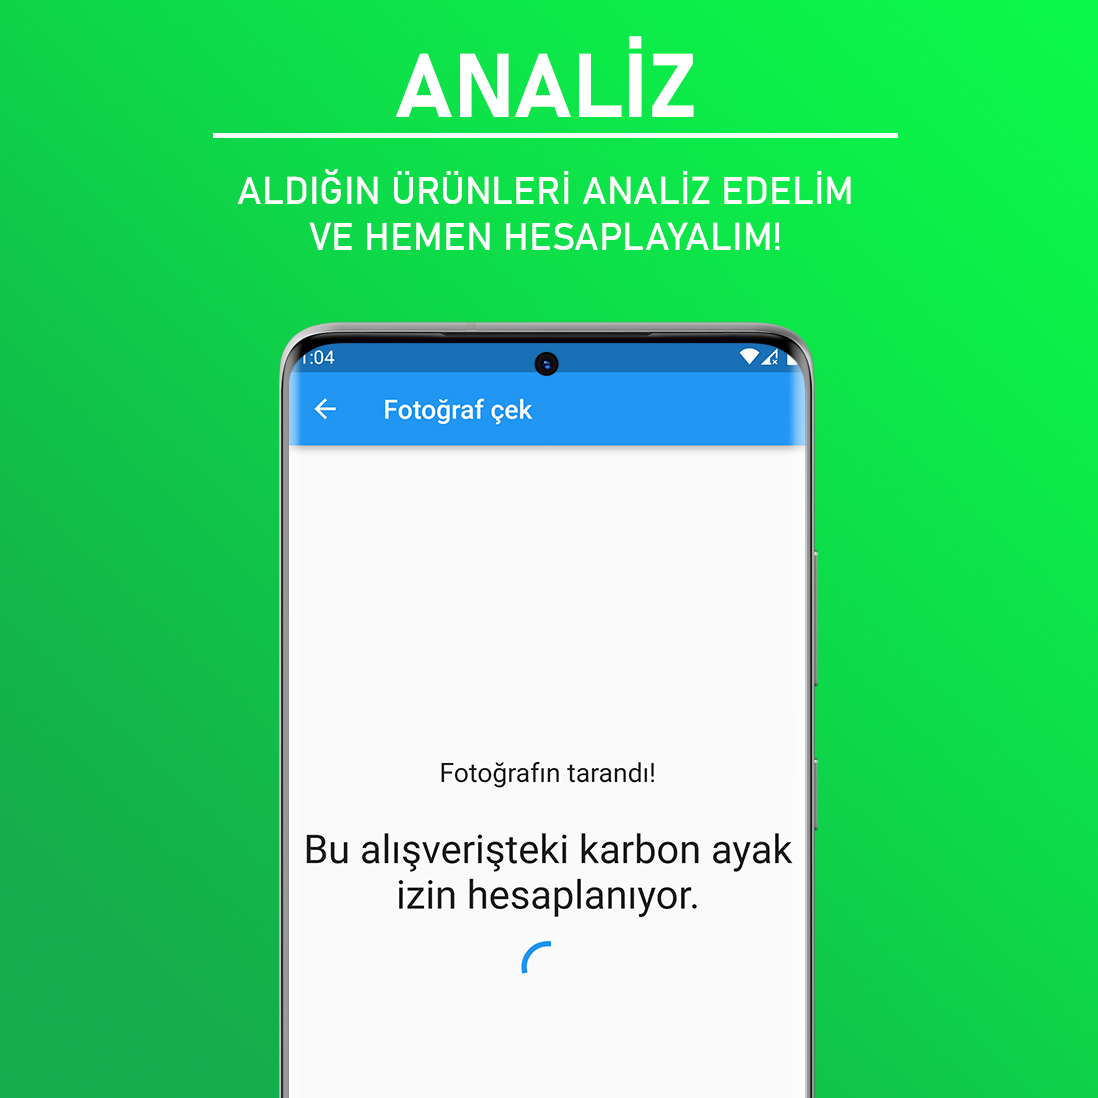 ANALİZ
ALDIĞIN ÜRÜNLERİ ANALİZ EDELİM
VE HEMEN HESAPLAYALIM!
1:04
Fotoğraf çek
Fotoğrafın tarandı!
Bu alışverişteki karbon ayak
izin hesaplanıyor.